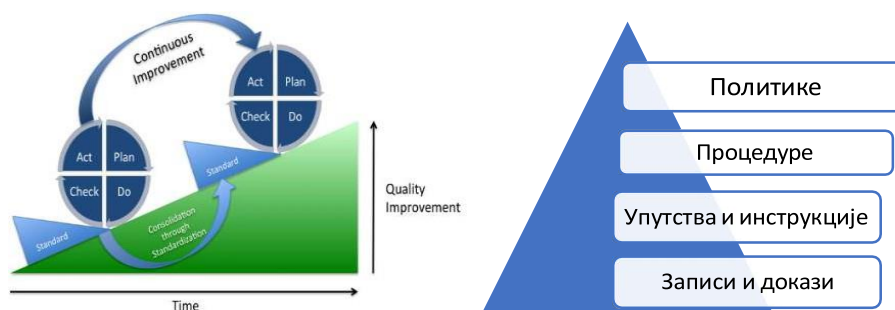 Continuous
Improvement
Act
Plan
Check
Do
Act
Plan
Check
Do
Standard
Standard
Consolidation
through
Standardization
Quality
Improvement
Time
Политике
Процедуре
Упутства и инструкције
Записи и докази